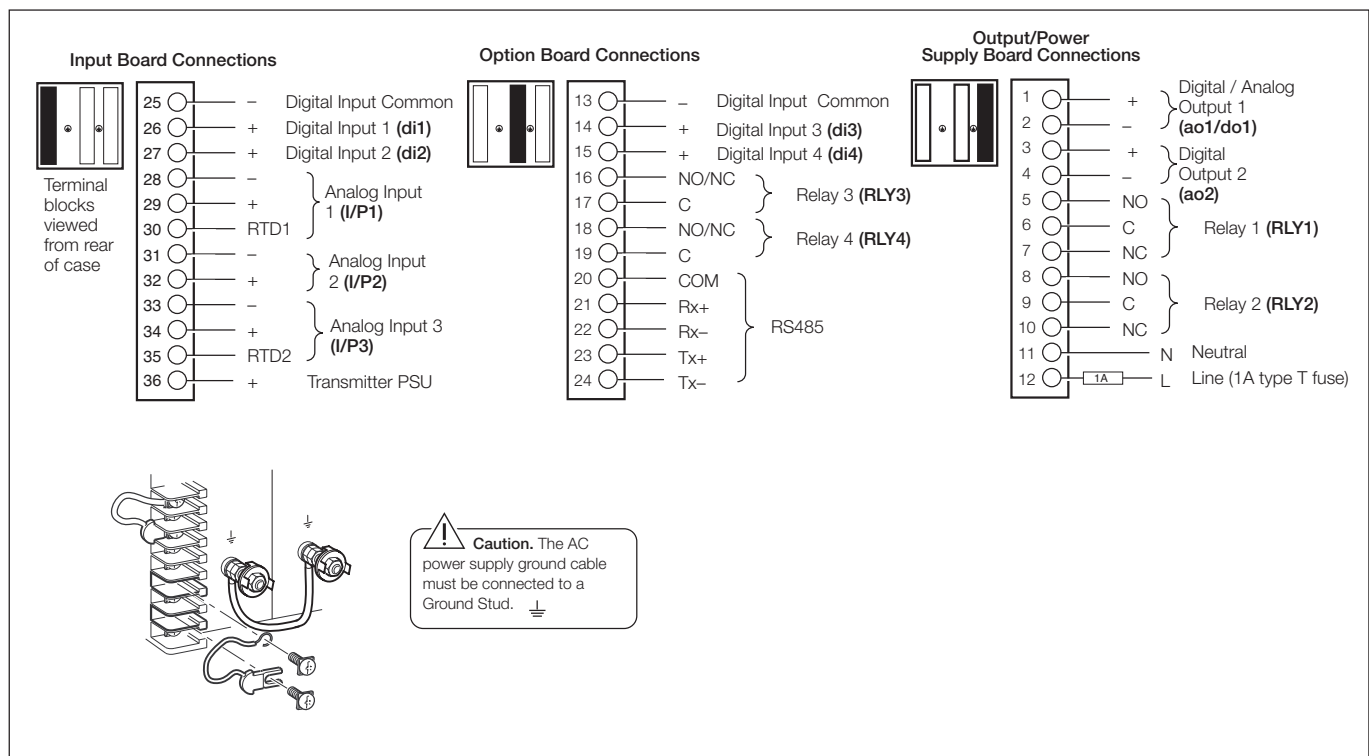 Input Board Connections
25 – Digital Input Common
26 + Digital Input 1 (di1)
27 + Digital Input 2 (di2)
28 –
29 +
30 RTD1
Analog Input
1 (I/P1)
31 –
32 +
Analog Input
2 (I/P2)
33 –
34 +
35 RTD2
Analog Input 3
(I/P3)
36 + Transmitter PSU
Terminal
blocks
viewed
from rear
of case
Option Board Connections
13 – Digital Input Common
14 + Digital Input 3 (di3)
15 + Digital Input 4 (di4)
16 NO/NC
17 C
Relay 3 (RLY3)
18 NO/NC
19 C
Relay 4 (RLY4)
20 COM
21 Rx+
22 Rx–
23 Tx+
24 Tx–
RS485
Output/Power
Supply Board Connections
1 +
2 –
Digital / Analog
Output 1
(ao1/do1)
3 +
4 –
Digital
Output 2
(ao2)
5 NO
6 C
7 NC
Relay 1 (RLY1)
8 NO
9 C
10 NC
Relay 2 (RLY2)
11 N Neutral
12 1A L Line (1A type T fuse)
Caution. The AC
power supply ground cable
must be connected to a
Ground Stud.